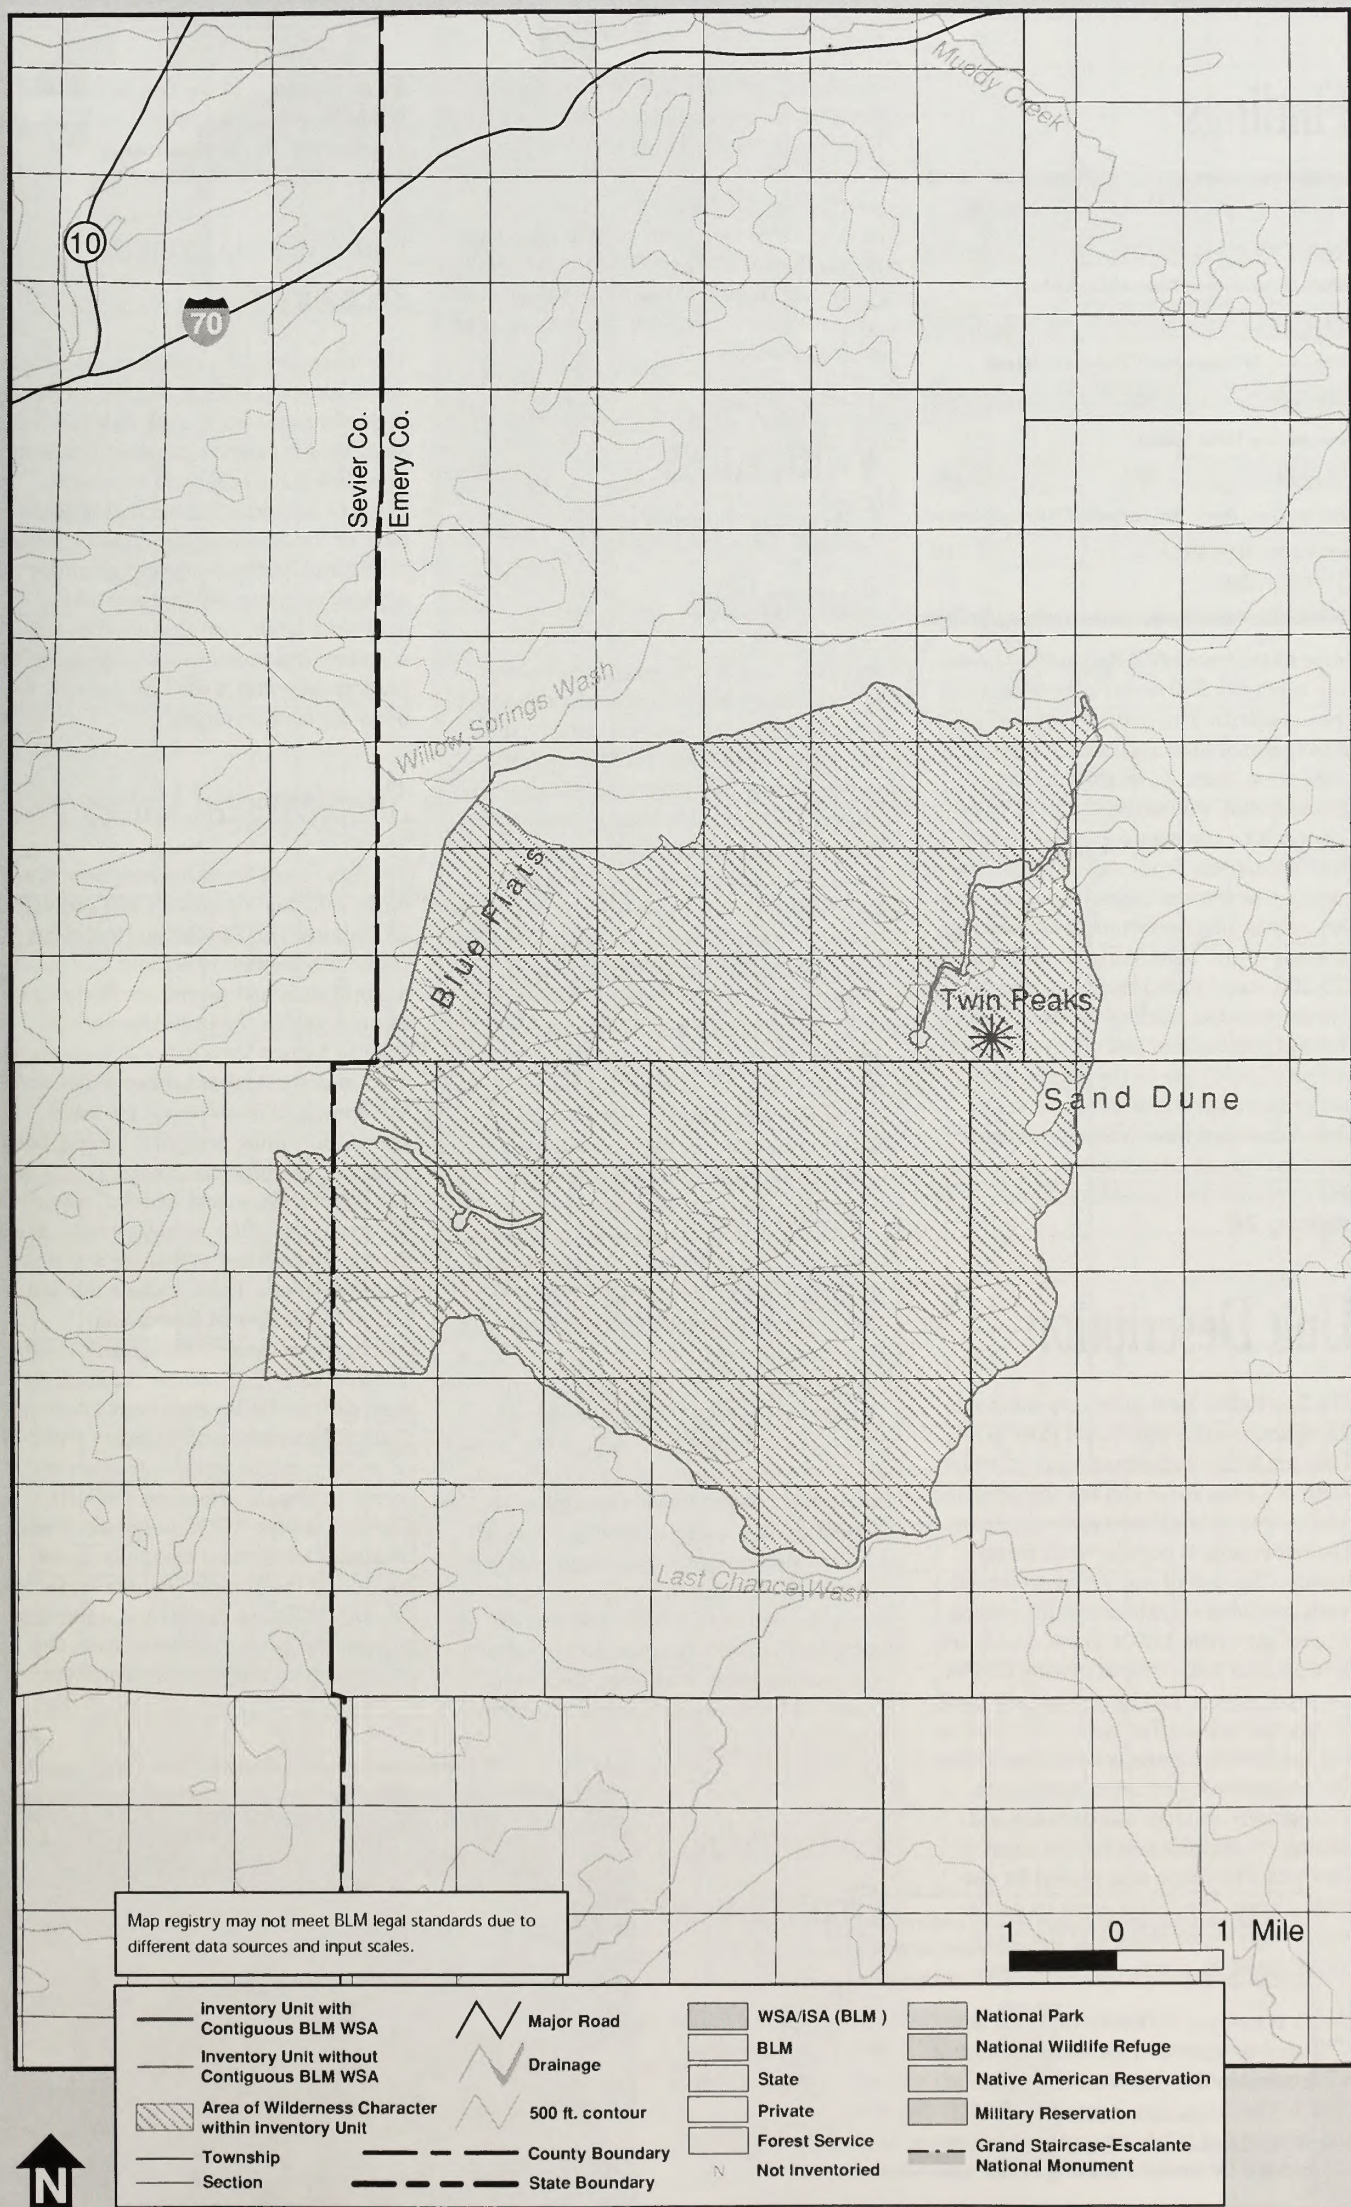 Muddy Creek
10
70
Sevier Co.
Emery Co.
Willow Springs Wash
Blue Flats
Twin Peaks
Sand Dune
Last Chance Wash
Map registry may not meet BLM legal standards due to
different data sources and input scales.
1 0 1 Mile
Inventory Unit with
Contiguous BLM WSA
Inventory Unit without
Contiguous BLM WSA
Area of Wilderness Character
within Inventory Unit
Township
Section
Major Road
Drainage
500 ft. contour
County Boundary
State Boundary
WSA/ISA (BLM )
BLM
State
Private
Forest Service
N Not Inventoried
National Park
National Wildlife Refuge
Native American Reservation
Military Reservation
Grand Staircase-Escalante
National Monument
N